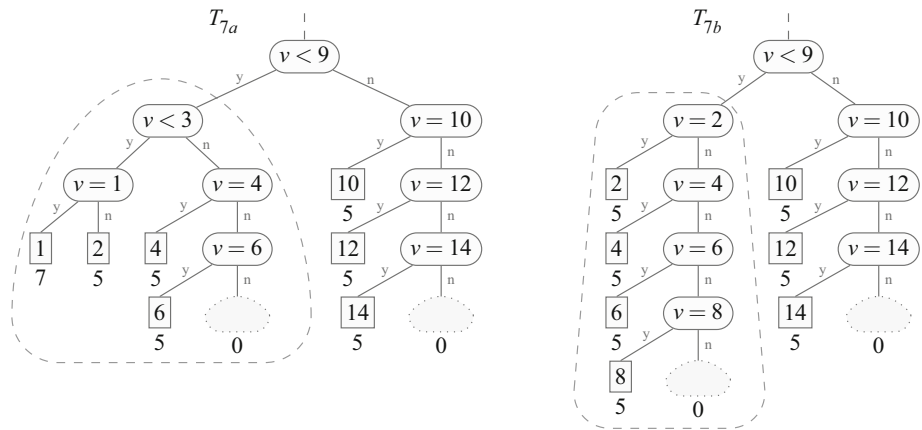 T7a
v < 9
y n
v < 3 v = 10
y n y n
v = 1 v = 4 10 v = 12
y n y n 5 y n
1 2 4 v = 6 12 v = 14
7 5 5 y n 5 y n
6 14
5 0 5 0
T7b
v < 9
y n
v = 2 v = 10
y n y n
2 v = 4 10 v = 12
5 y n 5 y n
4 v = 6 12 v = 14
5 y n 5 y n
6 v = 8 14
5 y n 5 0
8
5 0